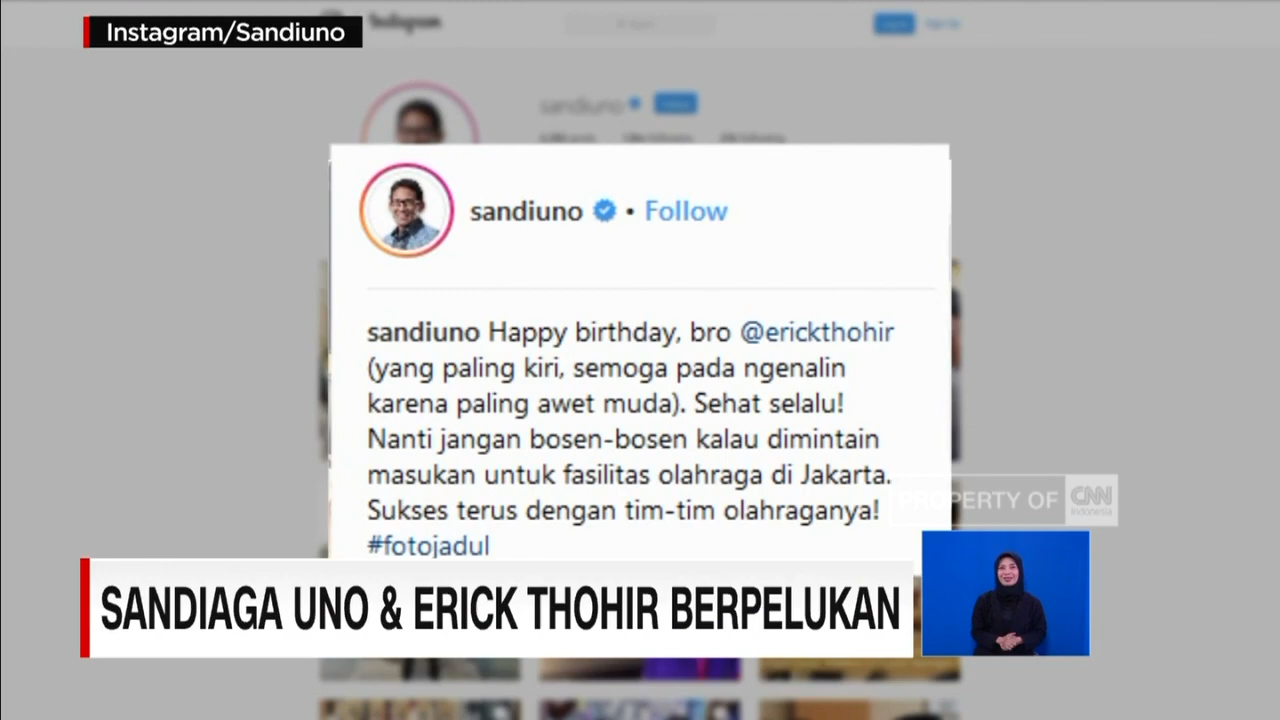 Instagram/Sandiuno
sandiuno
sandiuno • Follow
sandiuno Happy birthday, bro @erickthohir
(yang paling kiri, semoga pada ngenalin
karena paling awet muda). Sehat selalu!
Nanti jangan bosen-bosen kalau dimintain
masukan untuk fasilitas olahraga di Jakarta.
Sukses terus dengan tim-tim olahraganya!
#fotojadul
PROPERTY OF CNN
Indonesia
SANDIAGA UNO & ERICK THOHIR BERPELUKAN